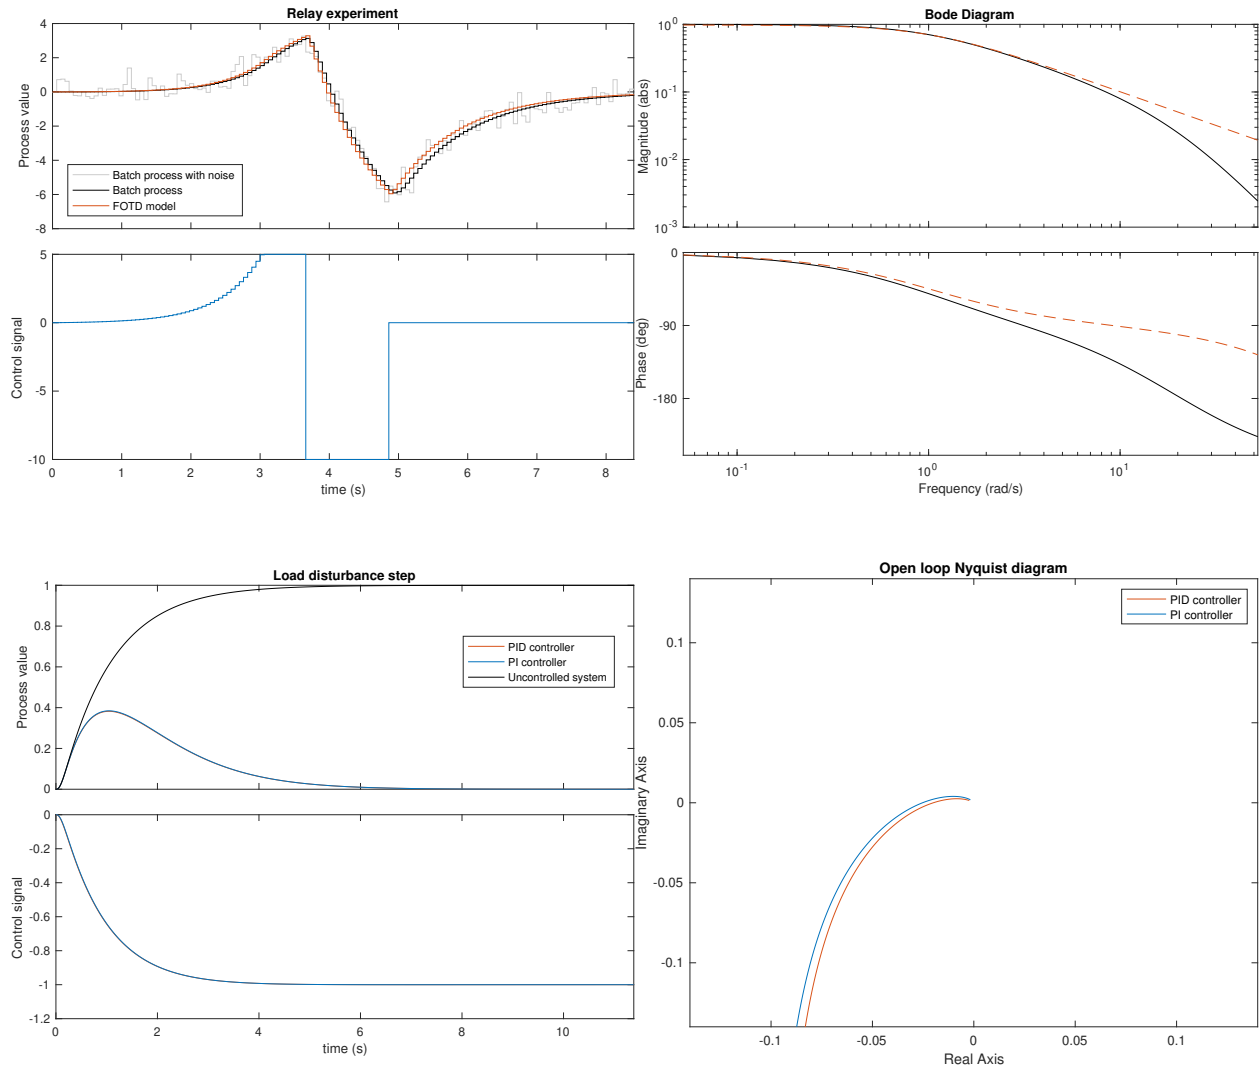 Relay experiment
4
2
0
-2
-4
-6
-8
Process value
Batch process with noise
Batch process
FOTD model
5
0
-5
-10
Control signal
0 1 2 3 4 5 6 7 8
time (s)
Bode Diagram
10^0
10^-1
10^-2
10^-3
Magnitude (abs)
0
-90
-180
Phase (deg)
10^-1 10^0 10^1
Frequency (rad/s)
Load disturbance step
1
0.8
0.6
0.4
0.2
0
Process value
PID controller
PI controller
Uncontrolled system
0
-0.2
-0.4
-0.6
-0.8
-1
-1.2
Control signal
0 2 4 6 8 10
time (s)
Open loop Nyquist diagram
PID controller
PI controller
0.1
0.05
0
-0.05
-0.1
Imaginary Axis
-0.1 -0.05 0 0.05 0.1
Real Axis